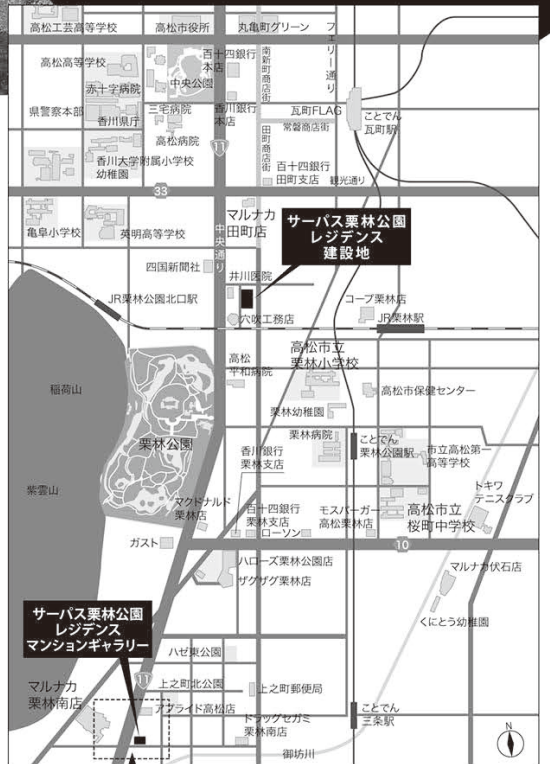 高松工芸高等学校
高松市役所
丸亀町グリーン
フェリー通り
高松高等学校
百十四銀行
本店
南新町商店街
中央公園
赤十字病院
県警察本部
香川県庁
三宅病院
香川銀行
本店
瓦町FLAG
ことでん
瓦町駅
常磐商店街
高松病院
田町商店街
11
香川大学附属小学校
幼稚園
百十四銀行
田町支店
観光通り
33
亀阜小学校
英明高等学校
中央通り
マルナカ
田町店
サーパス栗林公園
レジデンス
建設地
四国新聞社
井川医院
JR栗林公園北口駅
穴吹工務店
コープ栗林店
JR栗林駅
高松
平和病院
高松市立
栗林小学校
稲荷山
高松市保健センター
栗林幼稚園
栗林公園
栗林病院
ことでん
栗林公園駅
香川銀行
栗林支店
市立高松第一
高等学校
紫雲山
トキワ
テニスクラブ
マクドナルド
栗林店
百十四銀行
栗林支店
ローソン
モスバーガー
高松栗林店
高松市立
桜町中学校
ガスト
10
ハローズ栗林公園店
ザグザグ栗林店
マルナカ伏石店
サーパス栗林公園
レジデンス
マンションギャラリー
くにとう幼稚園
ハゼ東公園
マルナカ
栗林南店
11
上之町北公園
上之町郵便局
アプライド高松店
ドラッグセガミ
栗林南店
ことでん
三条駅
御坊川
N